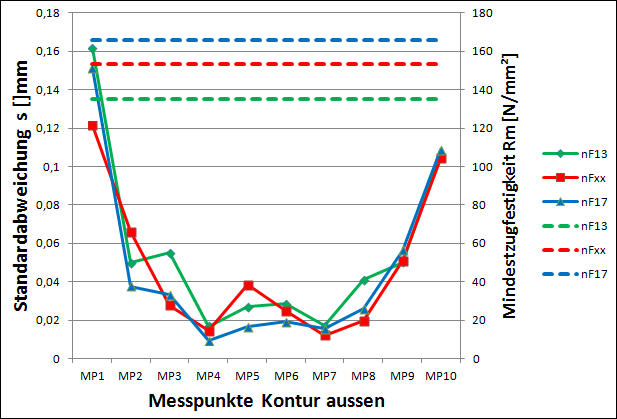 Standardabweichung s []mm
0,18
0,16
0,14
0,12
0,1
0,08
0,06
0,04
0,02
0
180
160
140
120
100
80
60
40
20
0
Mindestzugfestigkeit Rm [N/mm²]
MP1 MP2 MP3 MP4 MP5 MP6 MP7 MP8 MP9 MP10
Messpunkte Kontur aussen
nF13
nFxx
nF17
nF13
nFxx
nF17